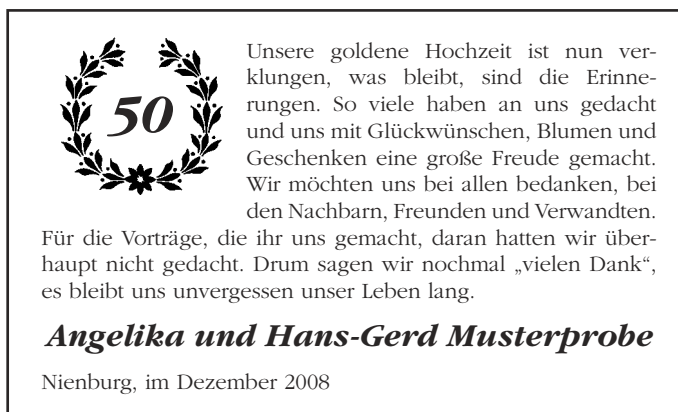 50
Unsere goldene Hochzeit ist nun ver-
klungen, was bleibt, sind die Erinne-
rungen. So viele haben an uns gedacht
und uns mit Glückwünschen, Blumen und
Geschenken eine große Freude gemacht.
Wir möchten uns bei allen bedanken, bei
den Nachbarn, Freunden und Verwandten.
Für die Vorträge, die ihr uns gemacht, daran hatten wir über-
haupt nicht gedacht. Drum sagen wir nochmal „vielen Dank“,
es bleibt uns unvergessen unser Leben lang.
Angelika und Hans-Gerd Musterprobe
Nienburg, im Dezember 2008